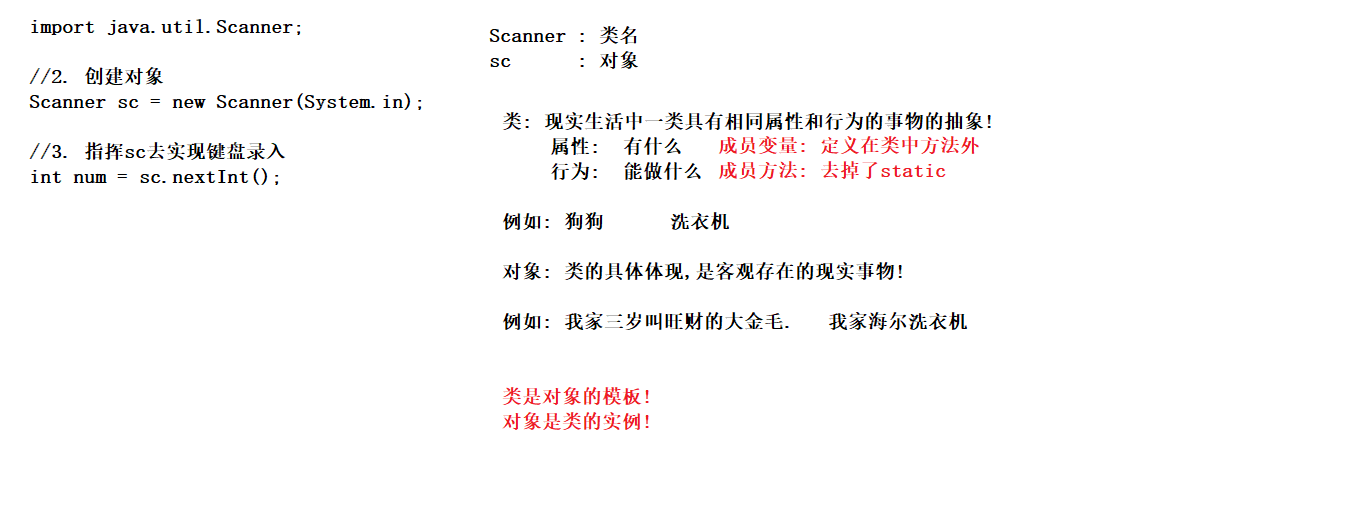 import java.util.Scanner;
//2. 创建对象
Scanner sc = new Scanner(System.in);
//3. 指挥sc去实现键盘录入
int num = sc.nextInt();
Scanner : 类名
sc : 对象
类: 现实生活中一类具有相同属性和行为的事物的抽象!
属性: 有什么 成员变量: 定义在类中方法外
行为: 能做什么 成员方法: 去掉了static
例如: 狗狗 洗衣机
对象: 类的具体体现,是客观存在的现实事物!
例如: 我家三岁叫旺财的大金毛. 我家海尔洗衣机
类是对象的模板!
对象是类的实例!